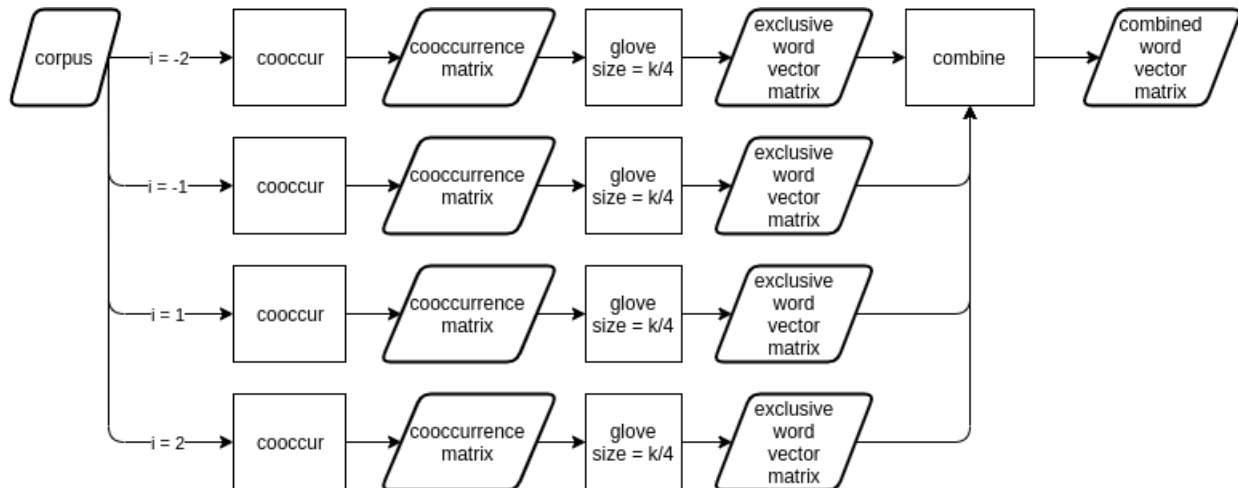 corpus
i = -2
cooccur
cooccurrence
matrix
glove
size = k/4
exclusive
word
vector
matrix
combine
combined
word
vector
matrix
i = -1
cooccur
cooccurrence
matrix
glove
size = k/4
exclusive
word
vector
matrix
i = 1
cooccur
cooccurrence
matrix
glove
size = k/4
exclusive
word
vector
matrix
i = 2
cooccur
cooccurrence
matrix
glove
size = k/4
exclusive
word
vector
matrix